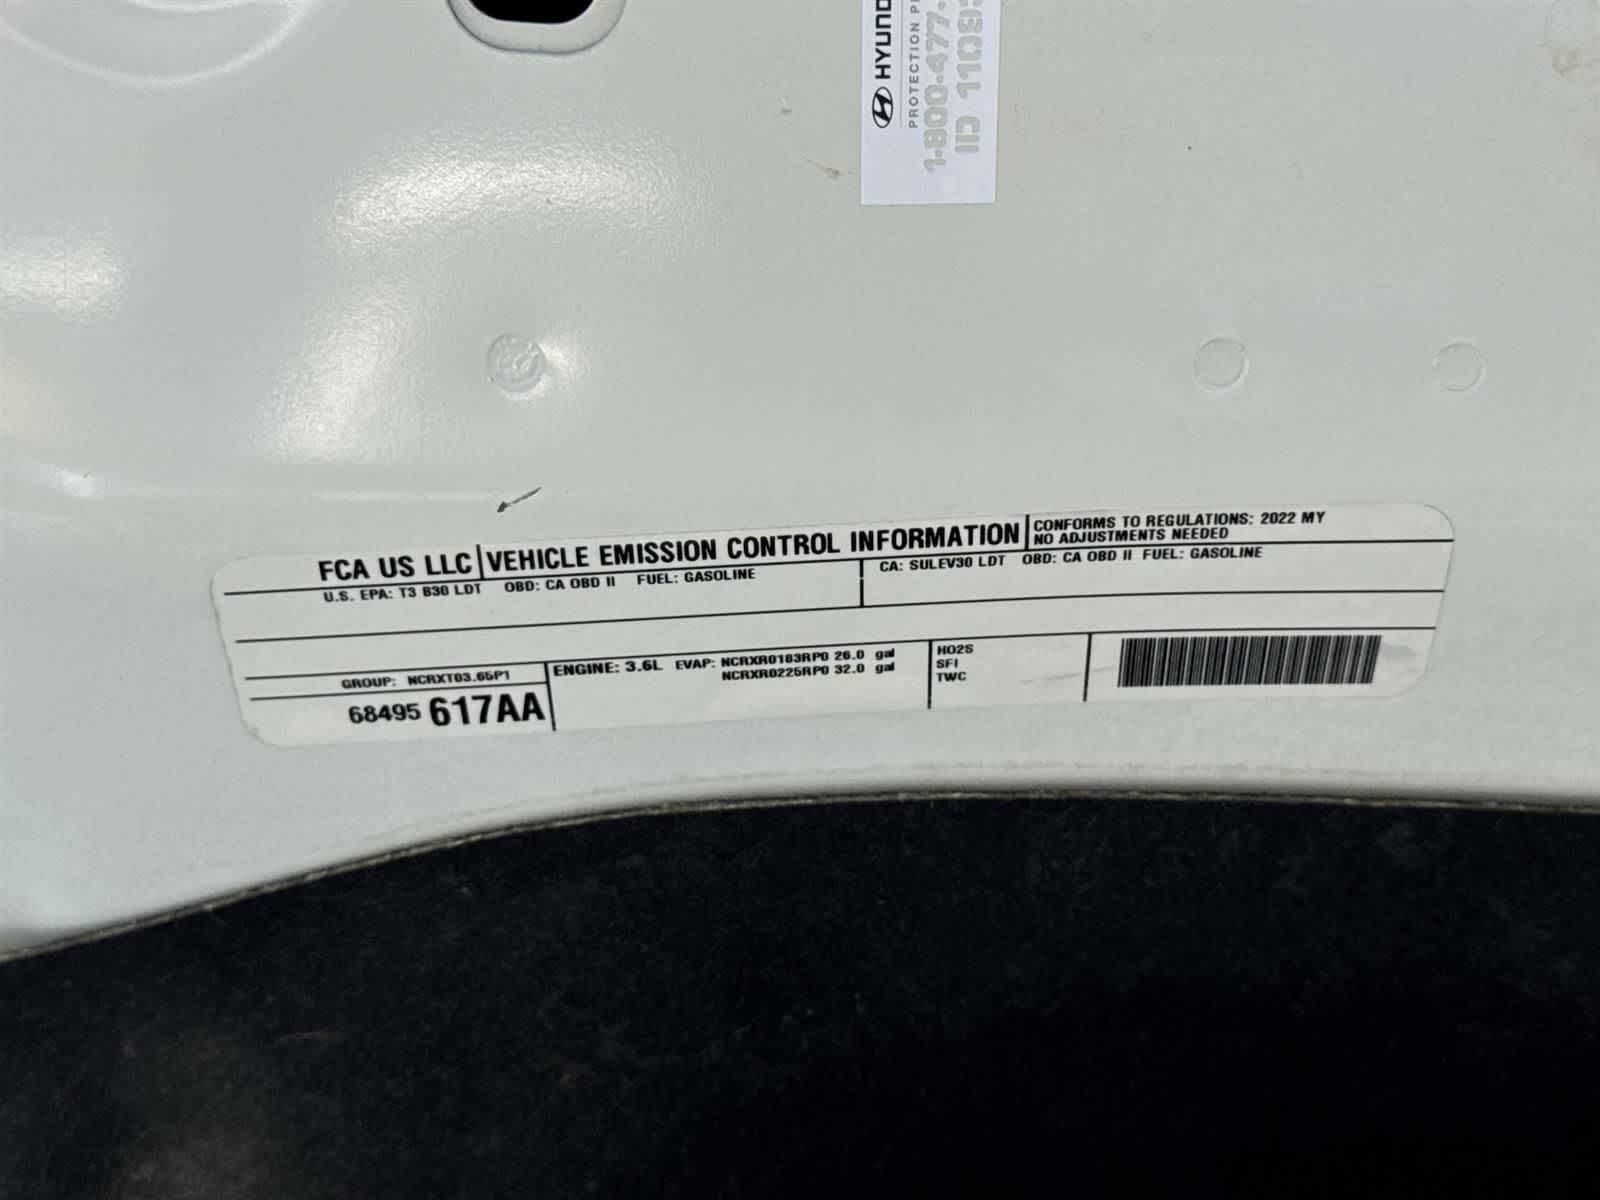 HYUND
PROTECTION P
1-800-477-
ID 11093
FCA US LLC VEHICLE EMISSION CONTROL INFORMATION
CONFORMS TO REGULATIONS: 2022 MY
NO ADJUSTMENTS NEEDED
U.S. EPA: T3 B30 LDT OBD: CA OBD II FUEL: GASOLINE
CA: SULEV30 LDT OBD: CA OBD II FUEL: GASOLINE
GROUP: NCRXT03.65P1
68495 617AA
ENGINE: 3.6L EVAP: NCRXR0183RP0 26.0 gal
NCRXR0225RP0 32.0 gal
HO2S
SFI
TWC